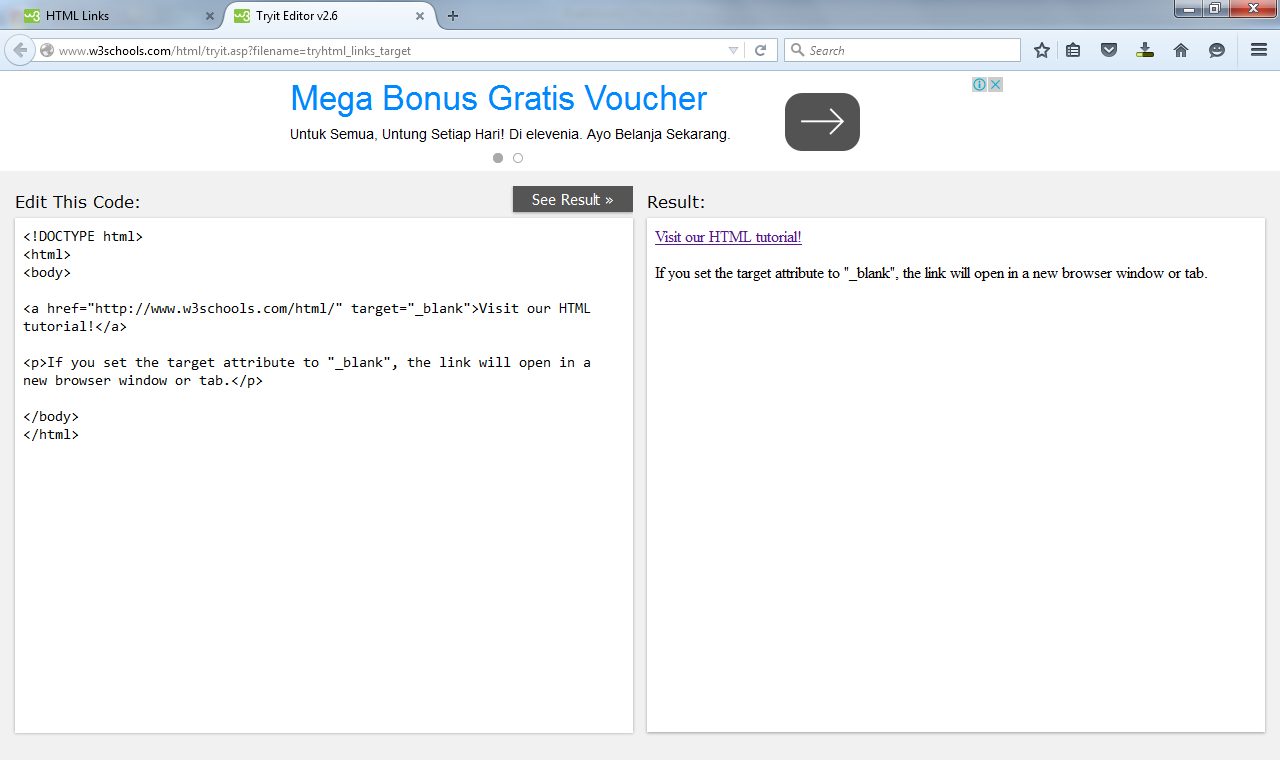 HTML Links
Tryit Editor v2.6
www.w3schools.com/html/tryit.asp?filename=tryhtml_links_target
Search
Mega Bonus Gratis Voucher
Untuk Semua, Untung Setiap Hari! Di elevenia. Ayo Belanja Sekarang.
Edit This Code:
See Result »
Result:
<!DOCTYPE html>
<html>
<body>
<a href="http://www.w3schools.com/html/" target="_blank">Visit our HTML
tutorial!</a>
<p>If you set the target attribute to "_blank", the link will open in a
new browser window or tab.</p>
</body>
</html>
Visit our HTML tutorial!
If you set the target attribute to "_blank", the link will open in a new browser window or tab.